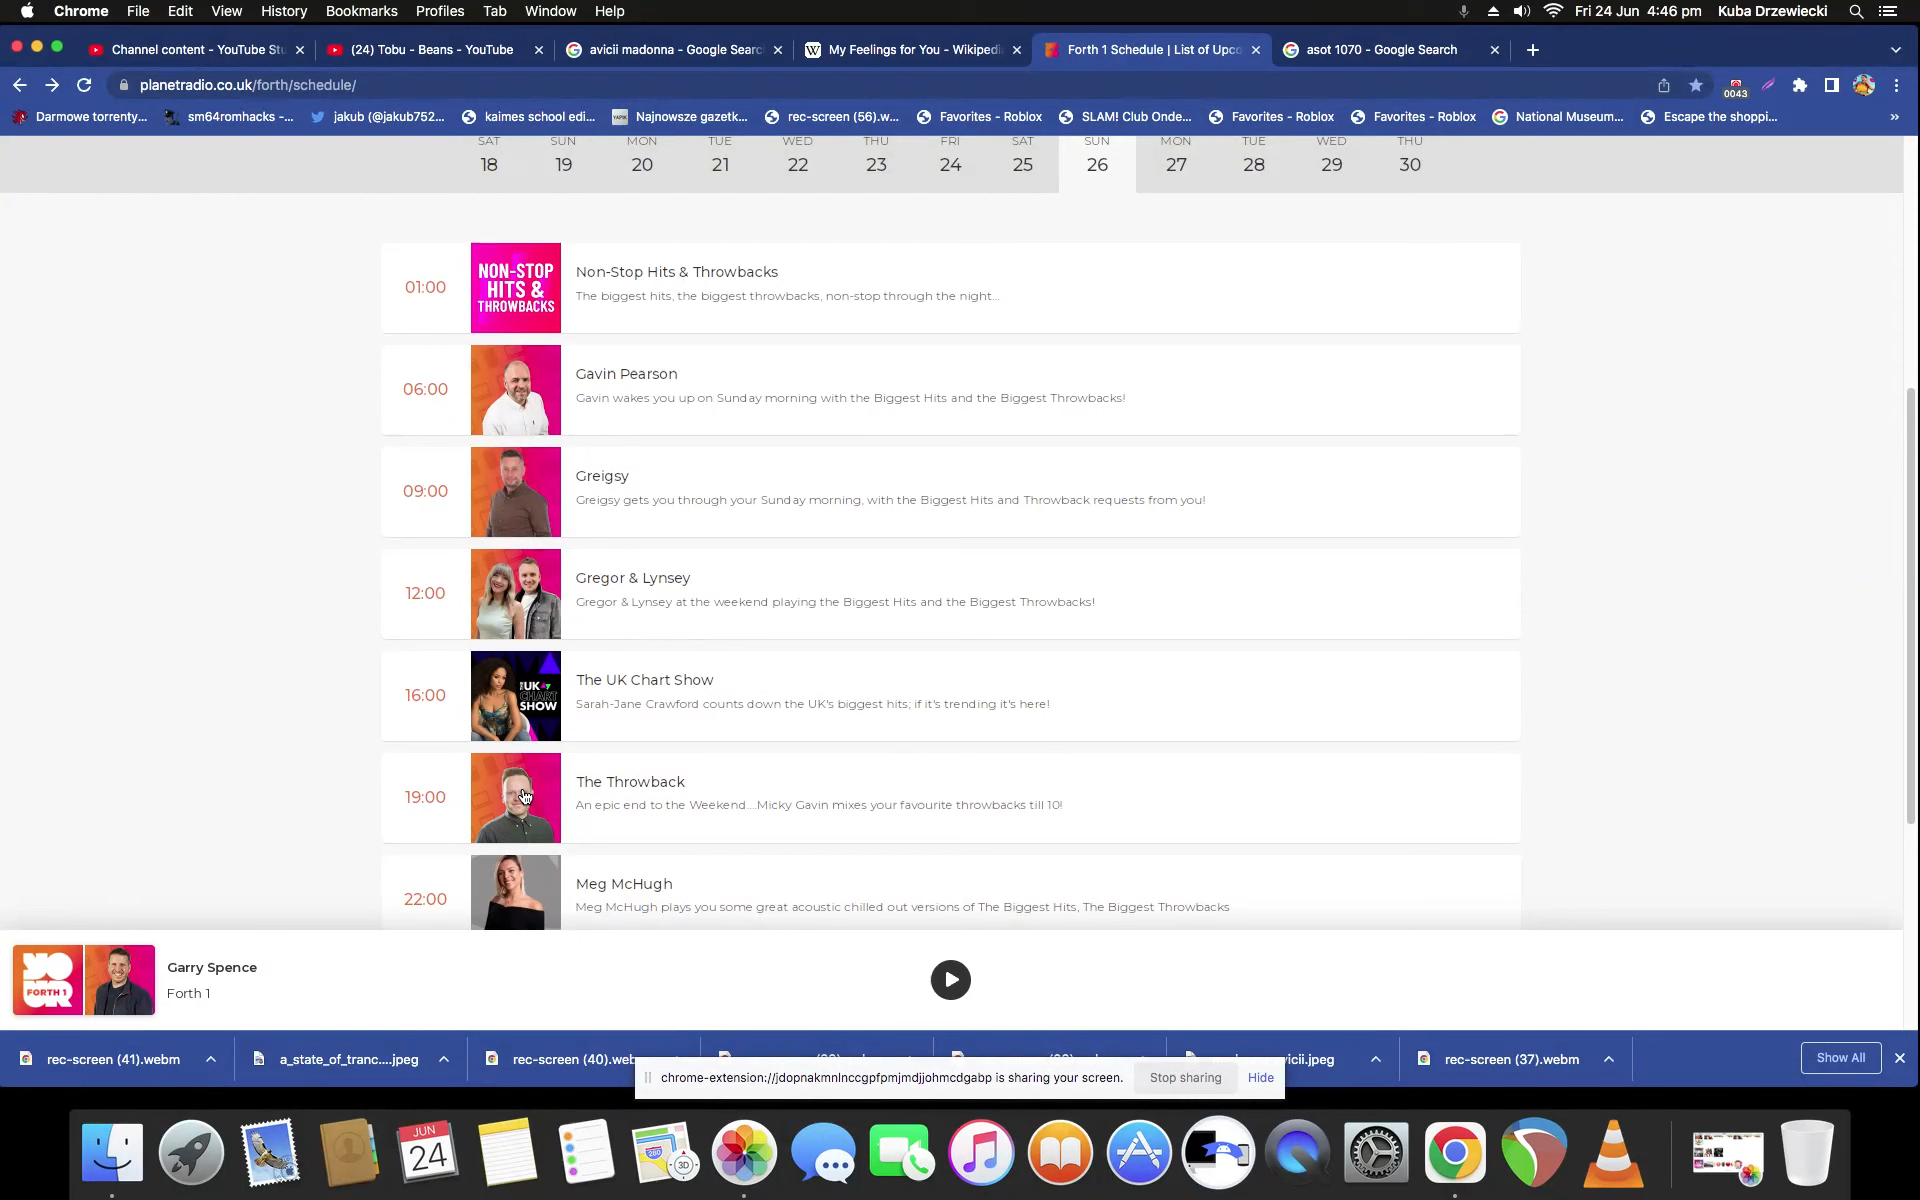 Chrome File Edit View History Bookmarks Profiles Tab Window Help Fri 24 Jun 4:46 pm Kuba Drzewiecki
Channel content - YouTube Stu (24) Tobu - Beans - YouTube avicii madonna - Google Searc My Feelings for You - Wikipedi Forth 1 Schedule | List of Upco asot 1070 - Google Search
planetradio.co.uk/forth/schedule/ 0043
Darmowe torrenty... sm64romhacks -... jakub (@jakub752... kaimes school edi... Najnowsze gazetk... rec-screen (56).w... Favorites - Roblox SLAM! Club Onde... Favorites - Roblox Favorites - Roblox National Museum... Escape the shoppi... »
SAT SUN MON TUE WED THU FRI SAT SUN MON TUE WED THU
18 19 20 21 22 23 24 25 26 27 28 29 30
NON-STOP
HITS &
THROWBACKS
01:00
Non-Stop Hits & Throwbacks
The biggest hits, the biggest throwbacks, non-stop through the night...
06:00
Gavin Pearson
Gavin wakes you up on Sunday morning with the Biggest Hits and the Biggest Throwbacks!
09:00
Greigsy
Greigsy gets you through your Sunday morning, with the Biggest Hits and Throwback requests from you!
12:00
Gregor & Lynsey
Gregor & Lynsey at the weekend playing the Biggest Hits and the Biggest Throwbacks!
16:00
UK
CHART
SHOW
The UK Chart Show
Sarah-Jane Crawford counts down the UK's biggest hits; if it's trending it's here!
19:00
The Throwback
An epic end to the Weekend....Micky Gavin mixes your favourite throwbacks till 10!
22:00
Meg McHugh
Meg McHugh plays you some great acoustic chilled out versions of The Biggest Hits, The Biggest Throwbacks
FORTH 1
Garry Spence
Forth 1
rec-screen (41).webm a_state_of_tranc....jpeg rec-screen (40).web vicii.jpeg rec-screen (37).webm Show All
chrome-extension://jdopnakmnlnccgpfpmjmdjjohmcdgabp is sharing your screen. Stop sharing Hide
JUN
24
280
3D